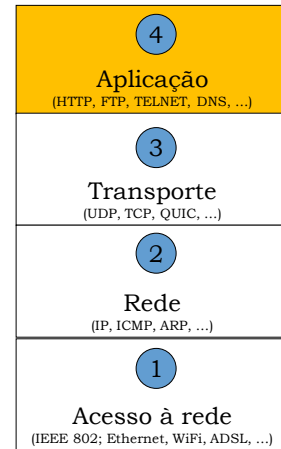 4
Aplicação
(HTTP, FTP, TELNET, DNS, ...)
3
Transporte
(UDP, TCP, QUIC, ...)
2
Rede
(IP, ICMP, ARP, ...)
1
Acesso à rede
(IEEE 802; Ethernet, WiFi, ADSL, ...)